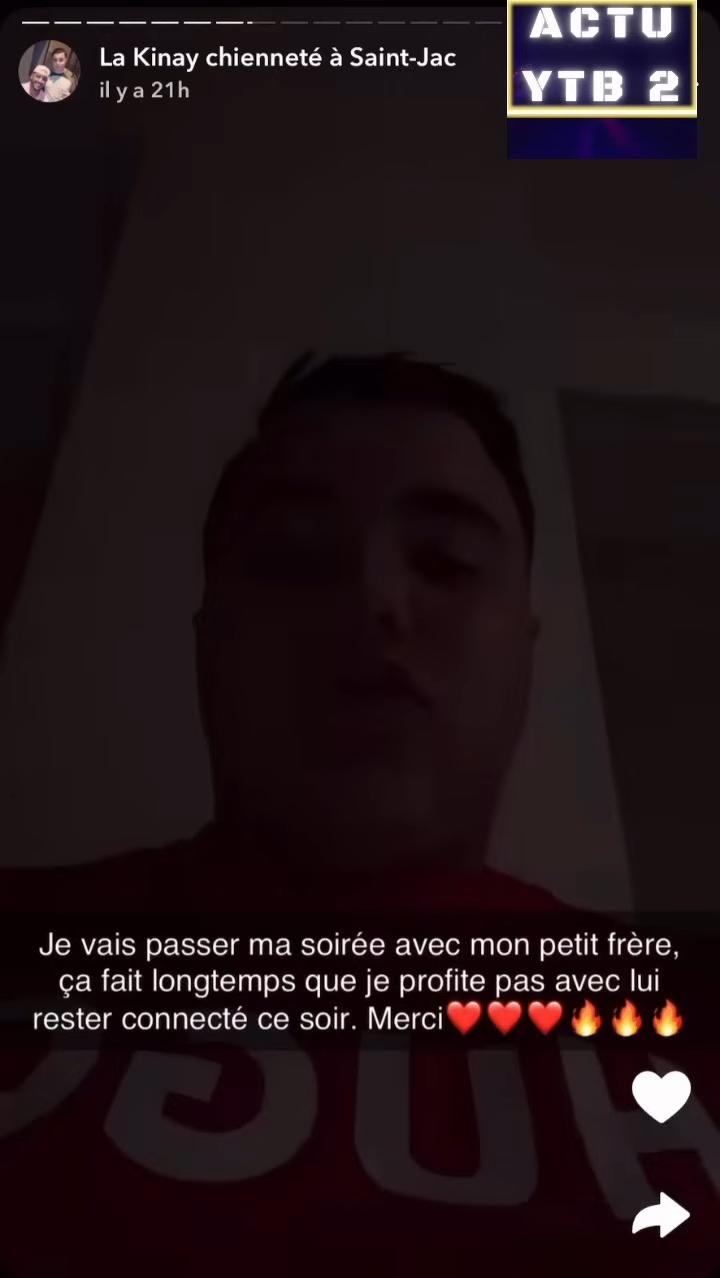 La Kinay chienneté à Saint-Jac
il y a 21h
ACTU
YTB 2
Je vais passer ma soirée avec mon petit frère,
ça fait longtemps que je profite pas avec lui
rester connecté ce soir. Merci❤️❤️❤️🔥🔥🔥